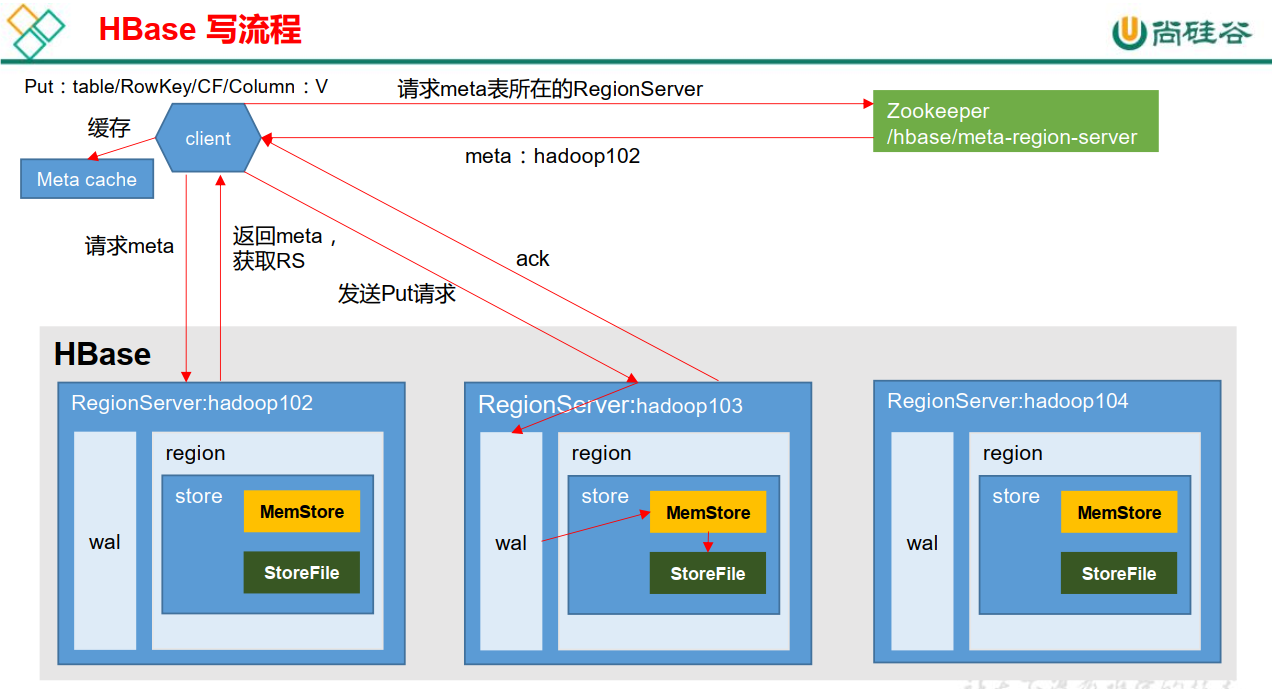 HBase 写流程
尚硅谷
Put：table/RowKey/CF/Column：V
请求meta表所在的RegionServer
Zookeeper
/hbase/meta-region-server
缓存
client
meta：hadoop102
Meta cache
请求meta
返回meta，
获取RS
ack
发送Put请求
HBase
RegionServer:hadoop102
wal
region
store
MemStore
StoreFile
RegionServer:hadoop103
wal
region
store
MemStore
StoreFile
RegionServer:hadoop104
wal
region
store
MemStore
StoreFile